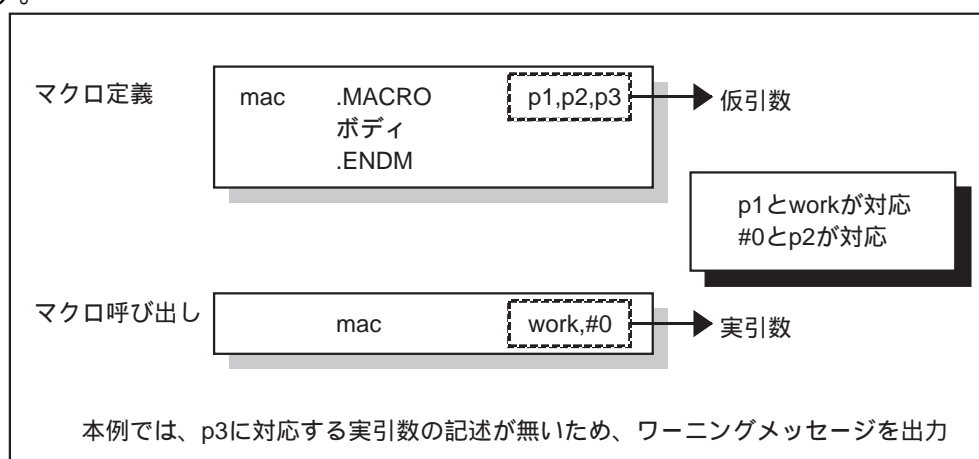 す。
マクロ定義 mac .MACRO p1,p2,p3 仮引数
ボディ
.ENDM
p1とworkが対応
#0とp2が対応
マクロ呼び出し mac work,#0 実引数
本例では、p3に対応する実引数の記述が無いため、ワーニングメッセージを出力